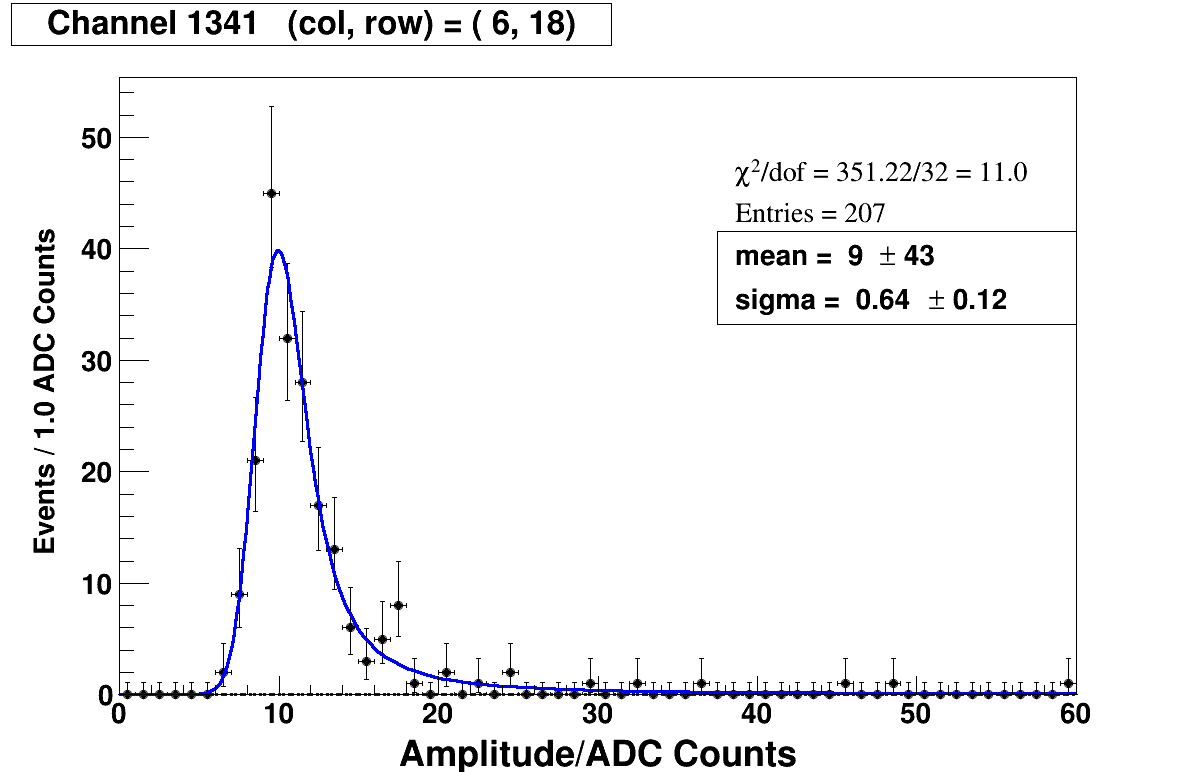 Channel 1341 (col, row) = ( 6, 18)
χ²/dof = 351.22/32 = 11.0
Entries = 207
mean = 9 ± 43
sigma = 0.64 ± 0.12
Events / 1.0 ADC Counts
50
40
30
20
10
0
0 10 20 30 40 50 60
Amplitude/ADC Counts